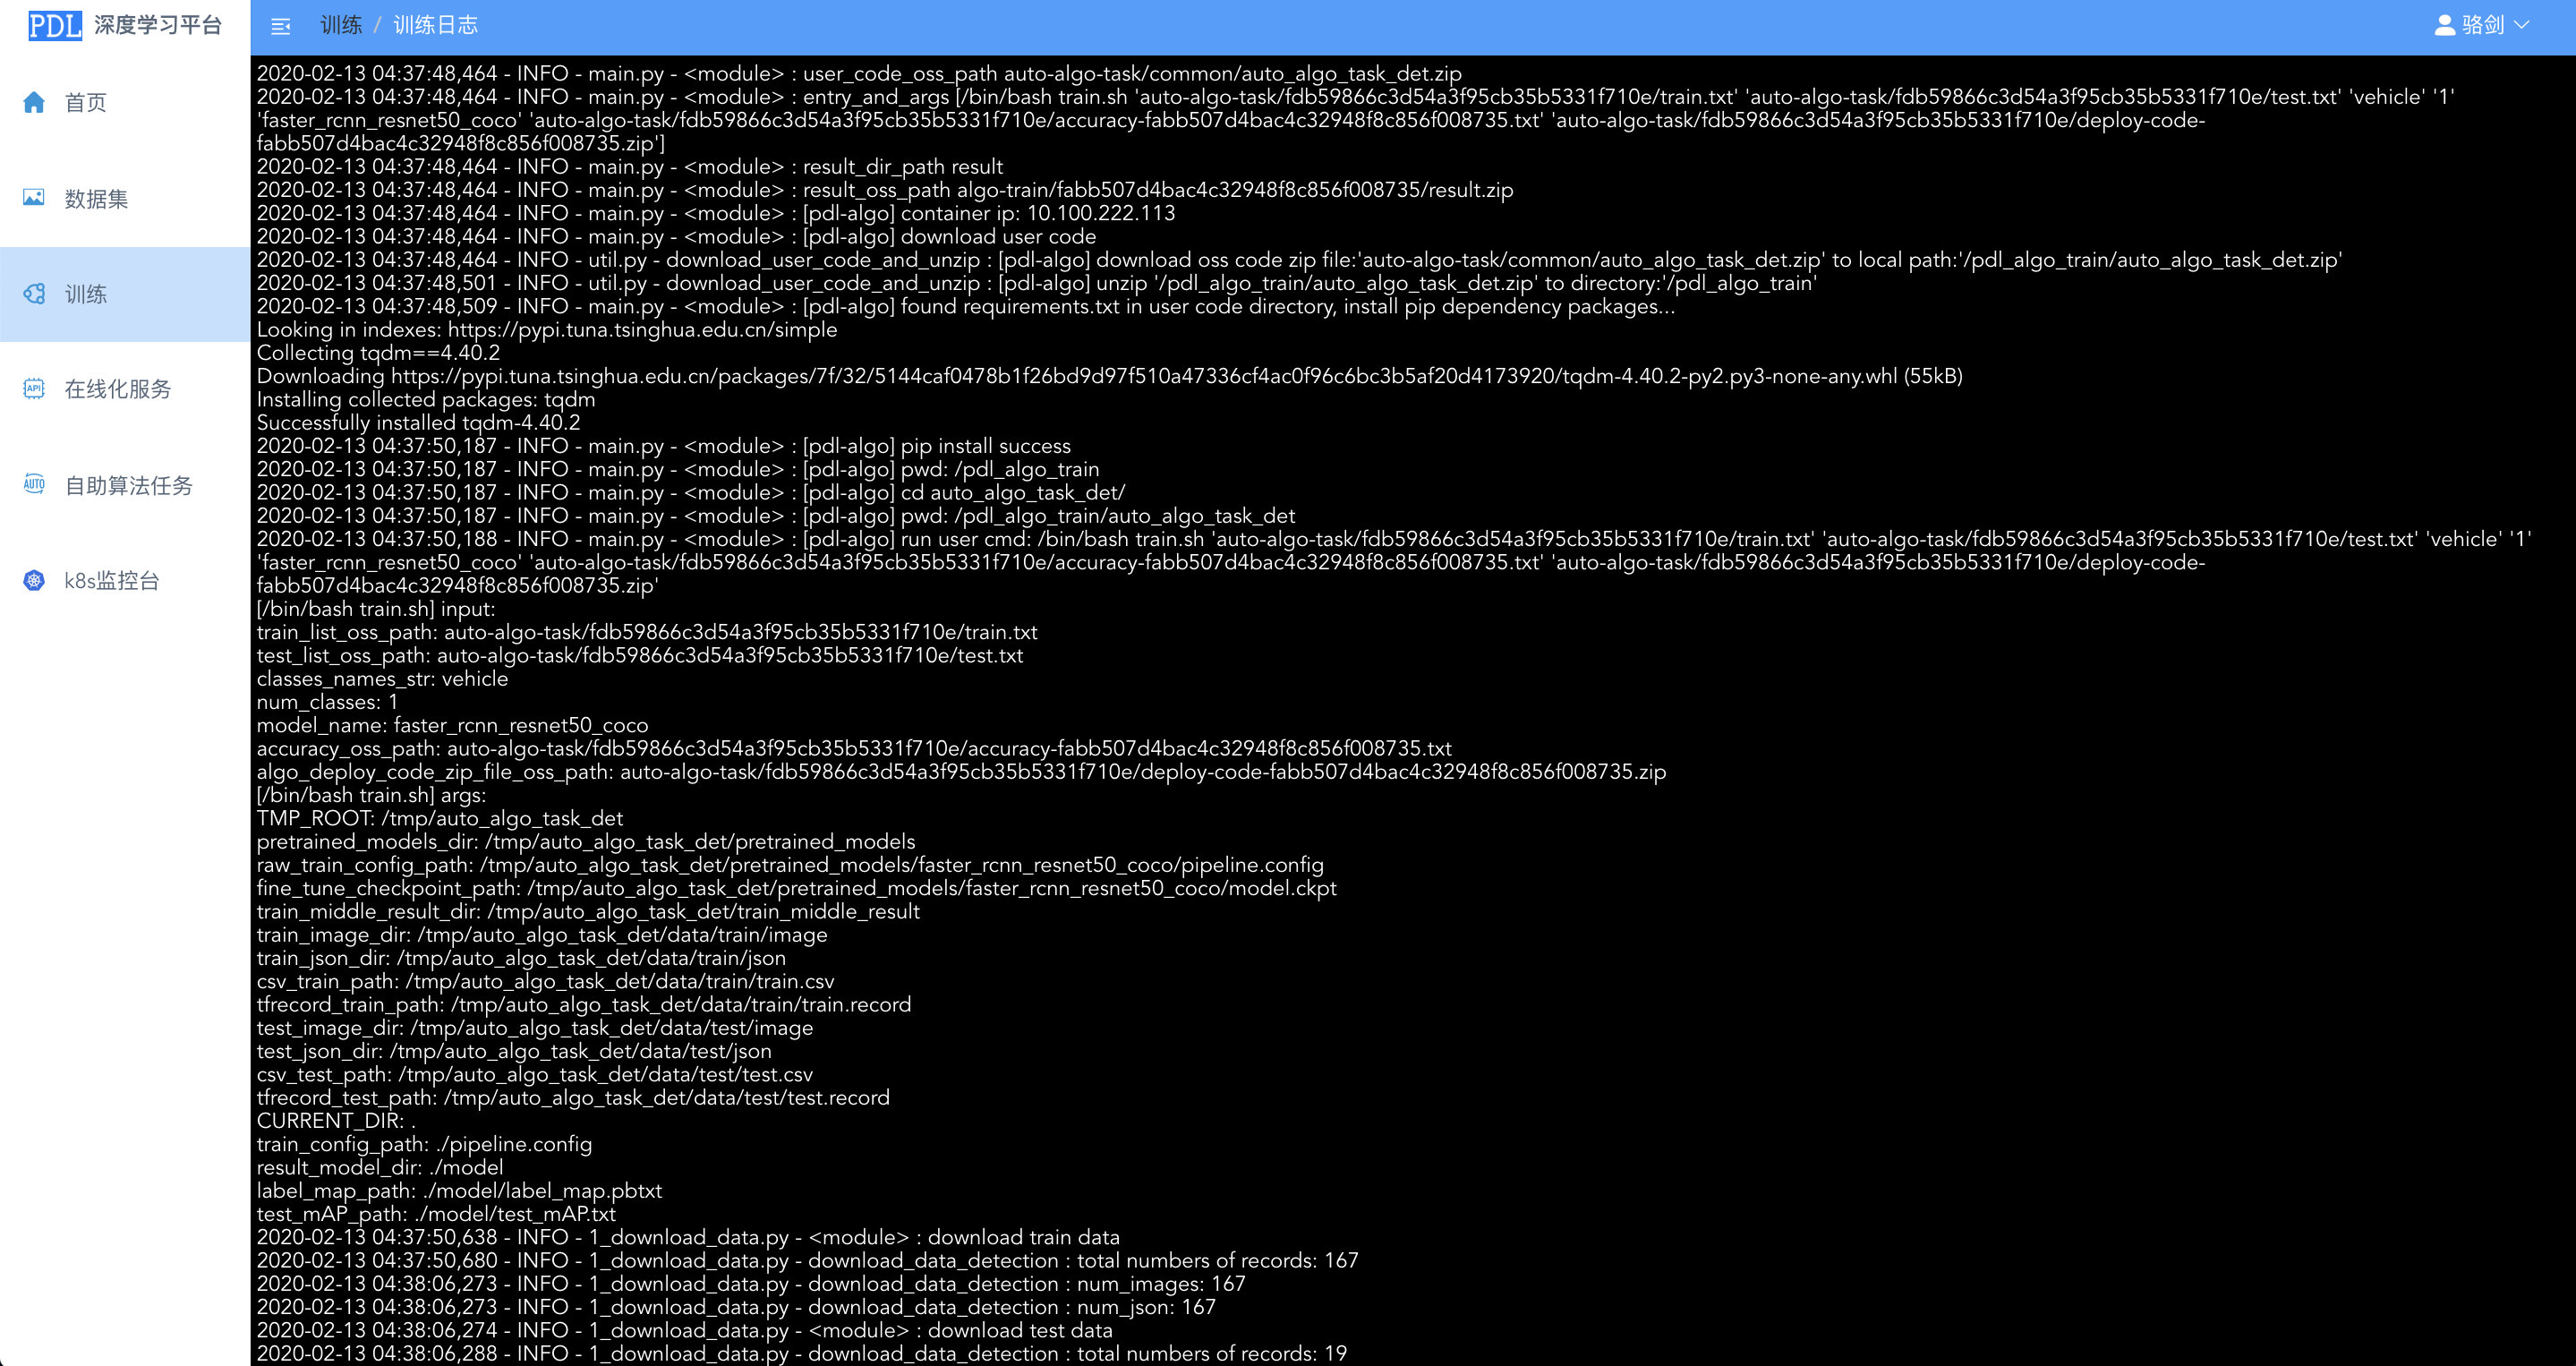 PDL 深度学习平台
训练 / 训练日志
骆剑
首页
数据集
训练
在线化服务
自助算法任务
k8s监控台
2020-02-13 04:37:48,464 - INFO - main.py - <module> : user_code_oss_path auto-algo-task/common/auto_algo_task_det.zip
2020-02-13 04:37:48,464 - INFO - main.py - <module> : entry_and_args [/bin/bash train.sh 'auto-algo-task/fdb59866c3d54a3f95cb35b5331f710e/train.txt' 'auto-algo-task/fdb59866c3d54a3f95cb35b5331f710e/test.txt' 'vehicle' '1'
'faster_rcnn_resnet50_coco' 'auto-algo-task/fdb59866c3d54a3f95cb35b5331f710e/accuracy-fabb507d4bac4c32948f8c856f008735.txt' 'auto-algo-task/fdb59866c3d54a3f95cb35b5331f710e/deploy-code-
fabb507d4bac4c32948f8c856f008735.zip']
2020-02-13 04:37:48,464 - INFO - main.py - <module> : result_dir_path result
2020-02-13 04:37:48,464 - INFO - main.py - <module> : result_oss_path algo-train/fabb507d4bac4c32948f8c856f008735/result.zip
2020-02-13 04:37:48,464 - INFO - main.py - <module> : [pdl-algo] container ip: 10.100.222.113
2020-02-13 04:37:48,464 - INFO - main.py - <module> : [pdl-algo] download user code
2020-02-13 04:37:48,464 - INFO - util.py - download_user_code_and_unzip : [pdl-algo] download oss code zip file:'auto-algo-task/common/auto_algo_task_det.zip' to local path:'/pdl_algo_train/auto_algo_task_det.zip'
2020-02-13 04:37:48,501 - INFO - util.py - download_user_code_and_unzip : [pdl-algo] unzip '/pdl_algo_train/auto_algo_task_det.zip' to directory:'/pdl_algo_train'
2020-02-13 04:37:48,509 - INFO - main.py - <module> : [pdl-algo] found requirements.txt in user code directory, install pip dependency packages...
Looking in indexes: https://pypi.tuna.tsinghua.edu.cn/simple
Collecting tqdm==4.40.2
Downloading https://pypi.tuna.tsinghua.edu.cn/packages/7f/32/5144caf0478b1f26bd9d97f510a47336cf4ac0f96c6bc3b5af20d4173920/tqdm-4.40.2-py2.py3-none-any.whl (55kB)
Installing collected packages: tqdm
Successfully installed tqdm-4.40.2
2020-02-13 04:37:50,187 - INFO - main.py - <module> : [pdl-algo] pip install success
2020-02-13 04:37:50,187 - INFO - main.py - <module> : [pdl-algo] pwd: /pdl_algo_train
2020-02-13 04:37:50,187 - INFO - main.py - <module> : [pdl-algo] cd auto_algo_task_det/
2020-02-13 04:37:50,187 - INFO - main.py - <module> : [pdl-algo] pwd: /pdl_algo_train/auto_algo_task_det
2020-02-13 04:37:50,188 - INFO - main.py - <module> : [pdl-algo] run user cmd: /bin/bash train.sh 'auto-algo-task/fdb59866c3d54a3f95cb35b5331f710e/train.txt' 'auto-algo-task/fdb59866c3d54a3f95cb35b5331f710e/test.txt' 'vehicle' '1'
'faster_rcnn_resnet50_coco' 'auto-algo-task/fdb59866c3d54a3f95cb35b5331f710e/accuracy-fabb507d4bac4c32948f8c856f008735.txt' 'auto-algo-task/fdb59866c3d54a3f95cb35b5331f710e/deploy-code-
fabb507d4bac4c32948f8c856f008735.zip'
[/bin/bash train.sh] input:
train_list_oss_path: auto-algo-task/fdb59866c3d54a3f95cb35b5331f710e/train.txt
test_list_oss_path: auto-algo-task/fdb59866c3d54a3f95cb35b5331f710e/test.txt
classes_names_str: vehicle
num_classes: 1
model_name: faster_rcnn_resnet50_coco
accuracy_oss_path: auto-algo-task/fdb59866c3d54a3f95cb35b5331f710e/accuracy-fabb507d4bac4c32948f8c856f008735.txt
algo_deploy_code_zip_file_oss_path: auto-algo-task/fdb59866c3d54a3f95cb35b5331f710e/deploy-code-fabb507d4bac4c32948f8c856f008735.zip
[/bin/bash train.sh] args:
TMP_ROOT: /tmp/auto_algo_task_det
pretrained_models_dir: /tmp/auto_algo_task_det/pretrained_models
raw_train_config_path: /tmp/auto_algo_task_det/pretrained_models/faster_rcnn_resnet50_coco/pipeline.config
fine_tune_checkpoint_path: /tmp/auto_algo_task_det/pretrained_models/faster_rcnn_resnet50_coco/model.ckpt
train_middle_result_dir: /tmp/auto_algo_task_det/train_middle_result
train_image_dir: /tmp/auto_algo_task_det/data/train/image
train_json_dir: /tmp/auto_algo_task_det/data/train/json
csv_train_path: /tmp/auto_algo_task_det/data/train/train.csv
tfrecord_train_path: /tmp/auto_algo_task_det/data/train/train.record
test_image_dir: /tmp/auto_algo_task_det/data/test/image
test_json_dir: /tmp/auto_algo_task_det/data/test/json
csv_test_path: /tmp/auto_algo_task_det/data/test/test.csv
tfrecord_test_path: /tmp/auto_algo_task_det/data/test/test.record
CURRENT_DIR: .
train_config_path: ./pipeline.config
result_model_dir: ./model
label_map_path: ./model/label_map.pbtxt
test_mAP_path: ./model/test_mAP.txt
2020-02-13 04:37:50,638 - INFO - 1_download_data.py - <module> : download train data
2020-02-13 04:37:50,680 - INFO - 1_download_data.py - download_data_detection : total numbers of records: 167
2020-02-13 04:38:06,273 - INFO - 1_download_data.py - download_data_detection : num_images: 167
2020-02-13 04:38:06,273 - INFO - 1_download_data.py - download_data_detection : num_json: 167
2020-02-13 04:38:06,274 - INFO - 1_download_data.py - <module> : download test data
2020-02-13 04:38:06,288 - INFO - 1_download_data.py - download_data_detection : total numbers of records: 19